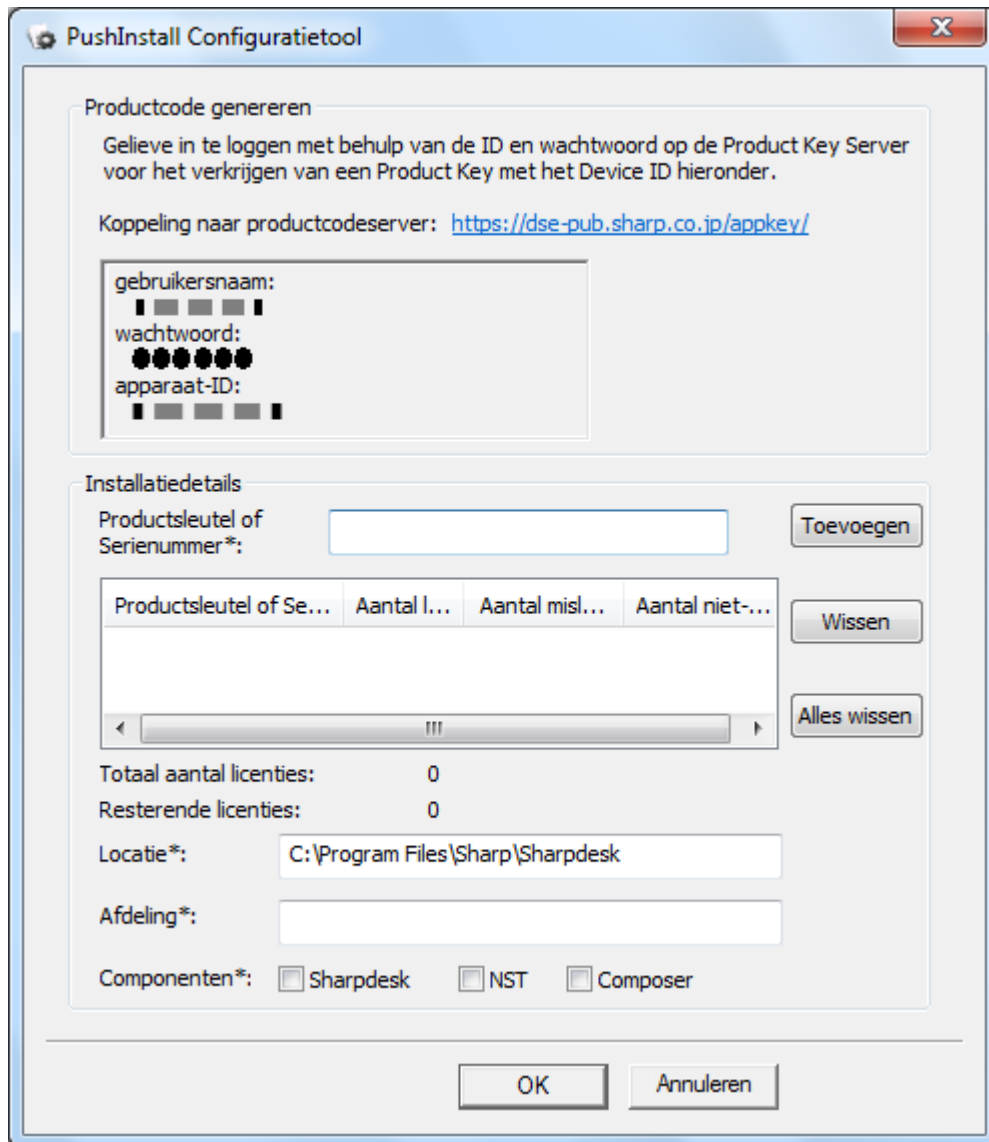 PushInstall Configuratietool
Productcode genereren
Gelieve in te loggen met behulp van de ID en wachtwoord op de Product Key Server
voor het verkrijgen van een Product Key met het Device ID hieronder.
Koppeling naar productcodeserver: https://dse-pub.sharp.co.jp/appkey/
gebruikersnaam:
wachtwoord:
apparaat-ID:
Installatiedetails
Productsleutel of
Serienummer*:
Toevoegen
Productsleutel of Se... Aantal l... Aantal misl... Aantal niet-...
Wissen
Alles wissen
Totaal aantal licenties: 0
Resterende licenties: 0
Locatie*: C:\Program Files\Sharp\Sharpdesk
Afdeling*:
Componenten*: Sharpdesk NST Composer
OK Annuleren